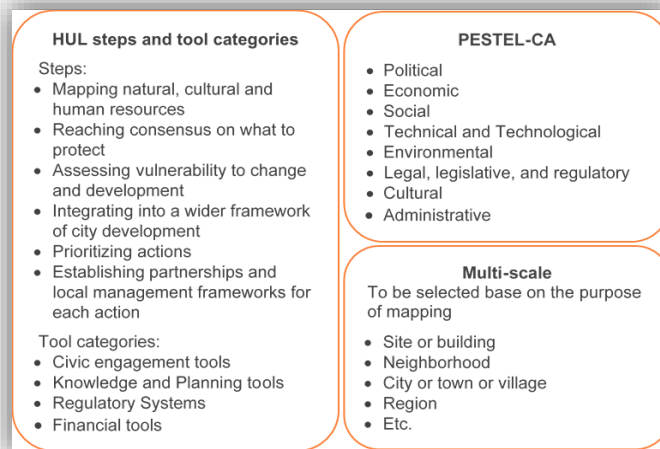 HUL steps and tool categories
Steps:
• Mapping natural, cultural and
human resources
• Reaching consensus on what to
protect
• Assessing vulnerability to change
and development
• Integrating into a wider framework
of city development
• Prioritizing actions
• Establishing partnerships and
local management frameworks for
each action
Tool categories:
• Civic engagement tools
• Knowledge and Planning tools
• Regulatory Systems
• Financial tools
PESTEL-CA
• Political
• Economic
• Social
• Technical and Technological
• Environmental
• Legal, legislative, and regulatory
• Cultural
• Administrative
Multi-scale
To be selected base on the purpose
of mapping
• Site or building
• Neighborhood
• City or town or village
• Region
• Etc.